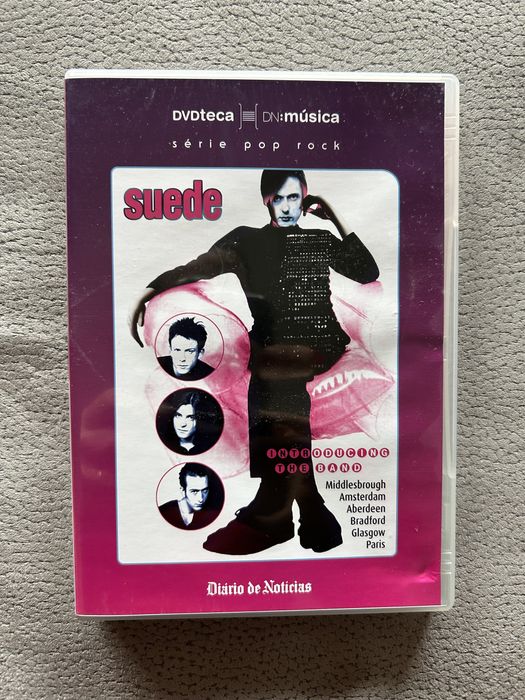 DVDteca DN:música
série pop rock
suede
INTRODUCING
THE BAND
Middlesbrough
Amsterdam
Aberdeen
Bradford
Glasgow
Paris
Diário de Notícias